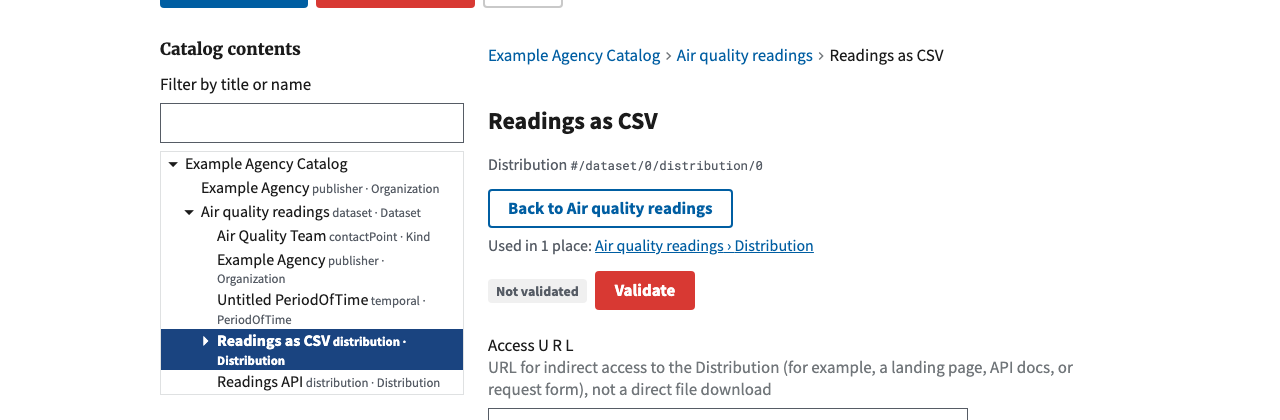 Catalog contents
Filter by title or name
Example Agency Catalog
Example Agency publisher · Organization
Air quality readings dataset · Dataset
Air Quality Team contactPoint · Kind
Example Agency publisher ·
Organization
Untitled PeriodOfTime temporal ·
PeriodOfTime
Readings as CSV distribution ·
Distribution
Readings API distribution · Distribution
Example Agency Catalog › Air quality readings › Readings as CSV
Readings as CSV
Distribution #/dataset/0/distribution/0
Back to Air quality readings
Used in 1 place: Air quality readings › Distribution
Not validated
Validate
Access U R L
URL for indirect access to the Distribution (for example, a landing page, API docs, or
request form), not a direct file download